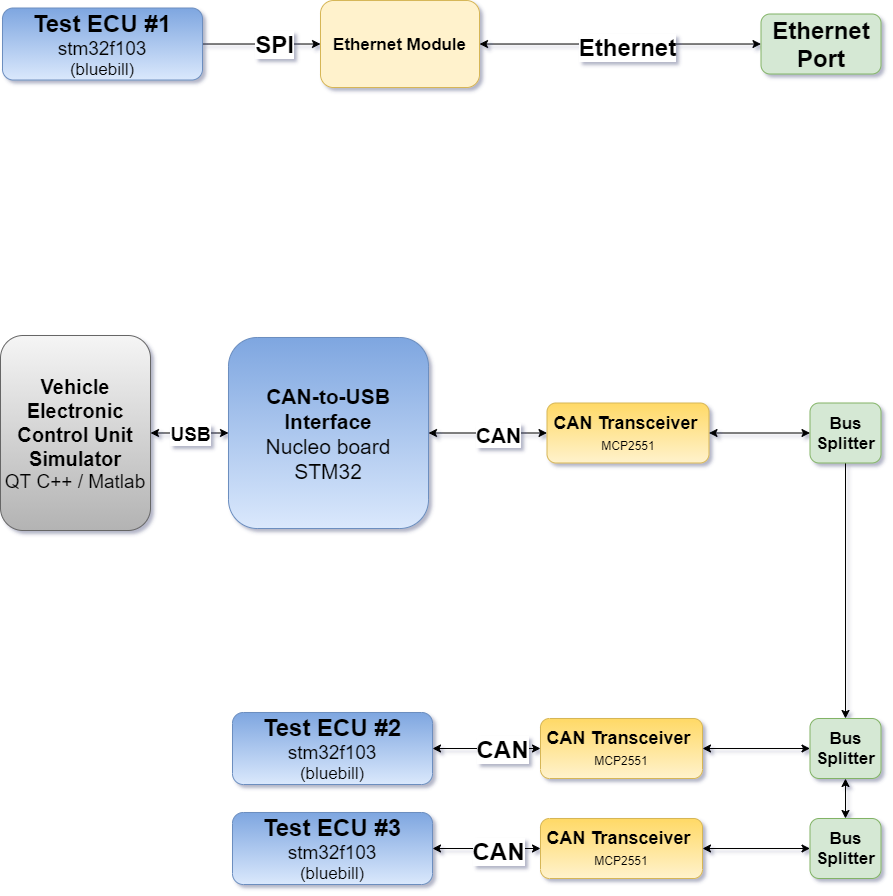 Test ECU #1
stm32f103
(bluebill)
SPI
Ethernet Module
Ethernet
Ethernet
Port
Vehicle
Electronic
Control Unit
Simulator
QT C++ / Matlab
USB
CAN-to-USB
Interface
Nucleo board
STM32
CAN
CAN Transceiver
MCP2551
Bus
Splitter
Test ECU #2
stm32f103
(bluebill)
CAN
CAN Transceiver
MCP2551
Bus
Splitter
Test ECU #3
stm32f103
(bluebill)
CAN
CAN Transceiver
MCP2551
Bus
Splitter